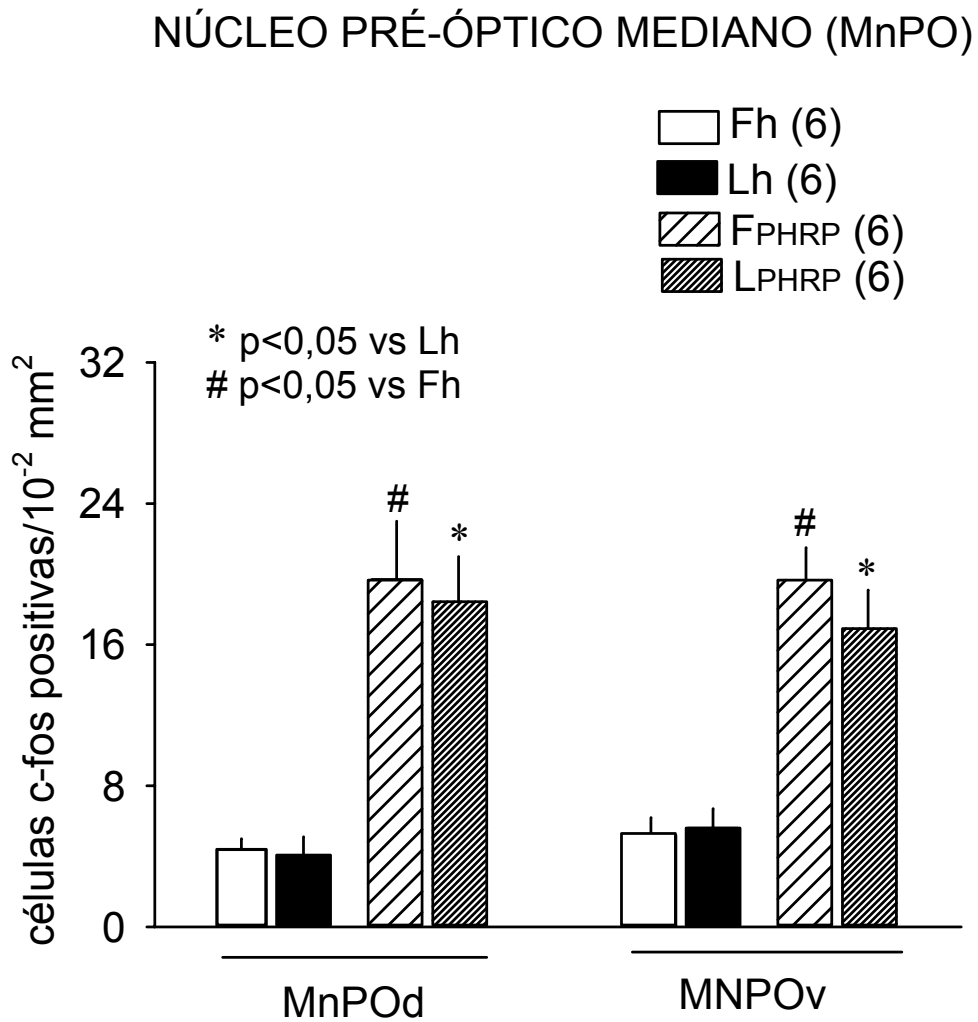 NÚCLEO PRÉ-ÓPTICO MEDIANO (MnPO)
Fh (6)
Lh (6)
FPHRP (6)
LPHRP (6)
* p<0,05 vs Lh
# p<0,05 vs Fh
células c-fos positivas/10⁻² mm²
32
24
16
8
0
#
*
#
*
MnPOd
MNPOv